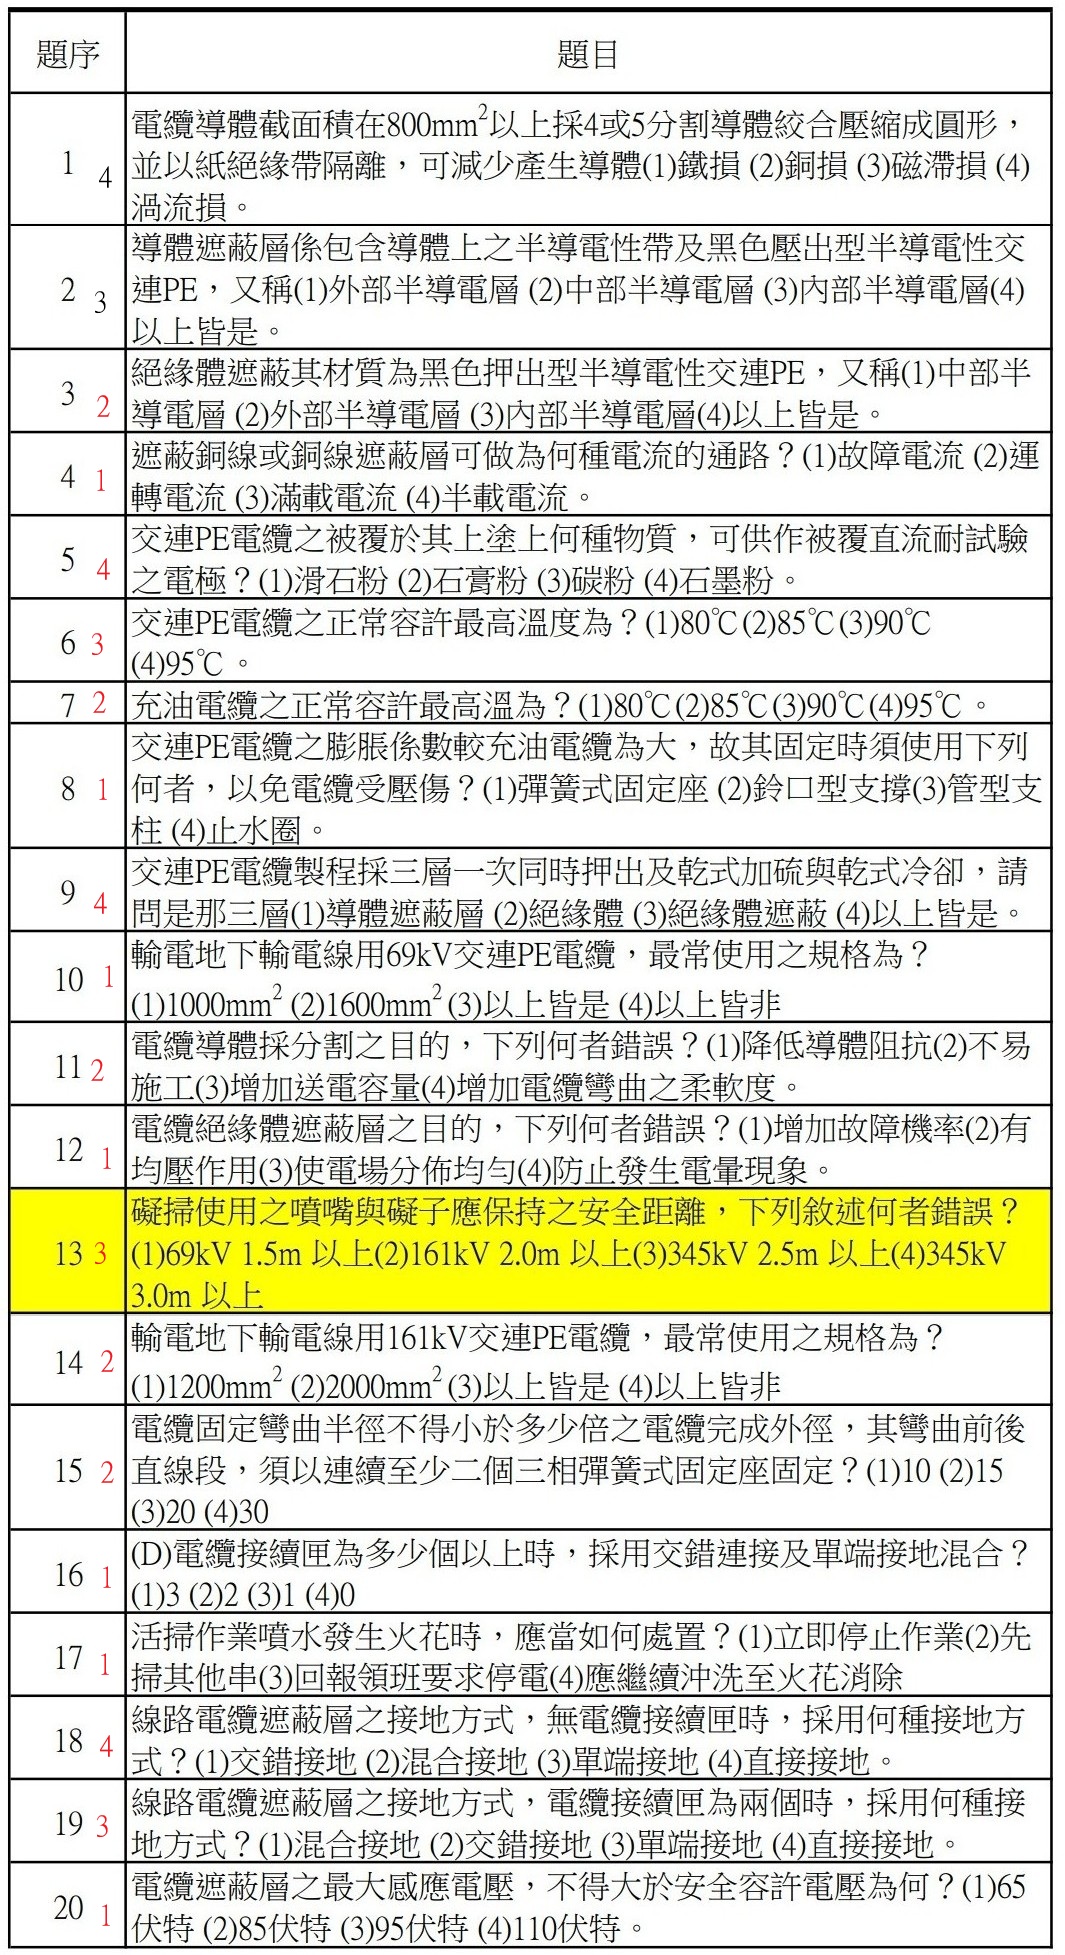 題序 題目
電纜導體截面積在800mm²以上採4或5分割導體絞合壓縮成圓形，
1 4 並以紙絕緣帶隔離，可減少產生導體(1)鐵損 (2)銅損 (3)磁滯損 (4)
渦流損。
導體遮蔽層係包含導體上之半導電性帶及黑色壓出型半導電性交
2 3 連PE，又稱(1)外部半導電層 (2)中部半導電層 (3)內部半導電層(4)
以上皆是。
3 2 絕緣體遮蔽其材質為黑色押出型半導電性交連PE，又稱(1)中部半
導電層 (2)外部半導電層 (3)內部半導電層(4)以上皆是。
4 1 遮蔽銅線或銅線遮蔽層可做為何種電流的通路？(1)故障電流 (2)運
轉電流 (3)滿載電流 (4)半載電流。
5 4 交連PE電纜之被覆於其上塗上何種物質，可供作被覆直流耐試驗
之電極？(1)滑石粉 (2)石膏粉 (3)碳粉 (4)石墨粉。
6 3 交連PE電纜之正常容許最高溫度為？(1)80℃(2)85℃(3)90℃
(4)95℃。
7 2 充油電纜之正常容許最高溫為？(1)80℃(2)85℃(3)90℃(4)95℃。
交連PE電纜之膨脹係數較充油電纜為大，故其固定時須使用下列
8 1 何者，以免電纜受壓傷？(1)彈簧式固定座 (2)鈴口型支撐(3)管型支
柱 (4)止水圈。
9 4 交連PE電纜製程採三層一次同時押出及乾式加硫與乾式冷卻，請
問是那三層(1)導體遮蔽層 (2)絕緣體 (3)絕緣體遮蔽 (4)以上皆是。
10 1 輸電地下輸電線用69kV交連PE電纜，最常使用之規格為？
(1)1000mm² (2)1600mm² (3)以上皆是 (4)以上皆非
11 2 電纜導體採分割之目的，下列何者錯誤？(1)降低導體阻抗(2)不易
施工(3)增加送電容量(4)增加電纜彎曲之柔軟度。
12 1 電纜絕緣體遮蔽層之目的，下列何者錯誤？(1)增加故障機率(2)有
均壓作用(3)使電場分佈均勻(4)防止發生電暈現象。
礙掃使用之噴嘴與礙子應保持之安全距離，下列敘述何者錯誤？
13 3 (1)69kV 1.5m 以上(2)161kV 2.0m 以上(3)345kV 2.5m 以上(4)345kV
3.0m 以上
14 2 輸電地下輸電線用161kV交連PE電纜，最常使用之規格為？
(1)1200mm² (2)2000mm² (3)以上皆是 (4)以上皆非
電纜固定彎曲半徑不得小於多少倍之電纜完成外徑，其彎曲前後
15 2 直線段，須以連續至少二個三相彈簧式固定座固定？(1)10 (2)15
(3)20 (4)30
16 1 (D)電纜接續匣為多少個以上時，採用交錯連接及單端接地混合？
(1)3 (2)2 (3)1 (4)0
17 1 活掃作業噴水發生火花時，應當如何處置？(1)立即停止作業(2)先
掃其他串(3)回報領班要求停電(4)應繼續沖洗至火花消除
18 4 線路電纜遮蔽層之接地方式，無電纜接續匣時，採用何種接地方
式？(1)交錯接地 (2)混合接地 (3)單端接地 (4)直接接地。
19 3 線路電纜遮蔽層之接地方式，電纜接續匣為兩個時，採用何種接
地方式？(1)混合接地 (2)交錯接地 (3)單端接地 (4)直接接地。
20 1 電纜遮蔽層之最大感應電壓，不得大於安全容許電壓為何？(1)65
伏特 (2)85伏特 (3)95伏特 (4)110伏特。